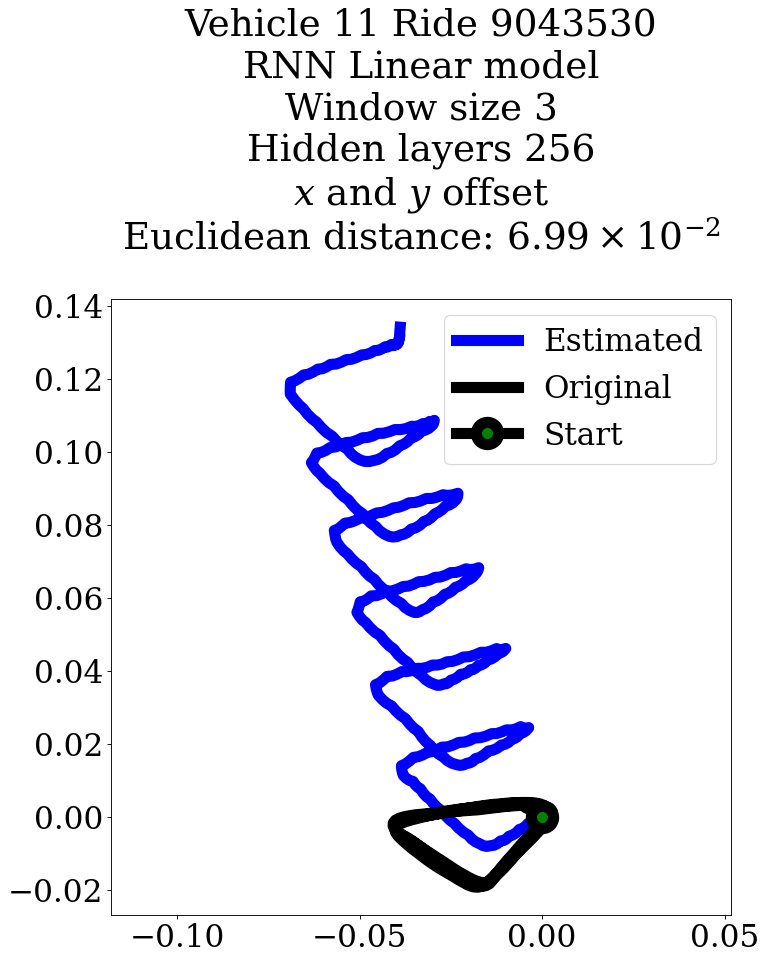 Vehicle 11 Ride 9043530
RNN Linear model
Window size 3
Hidden layers 256
x and y offset
Euclidean distance: 6.99 × 10⁻²
0.14
0.12
0.10
0.08
0.06
0.04
0.02
0.00
−0.02
Estimated
Original
Start
−0.10 −0.05 0.00 0.05